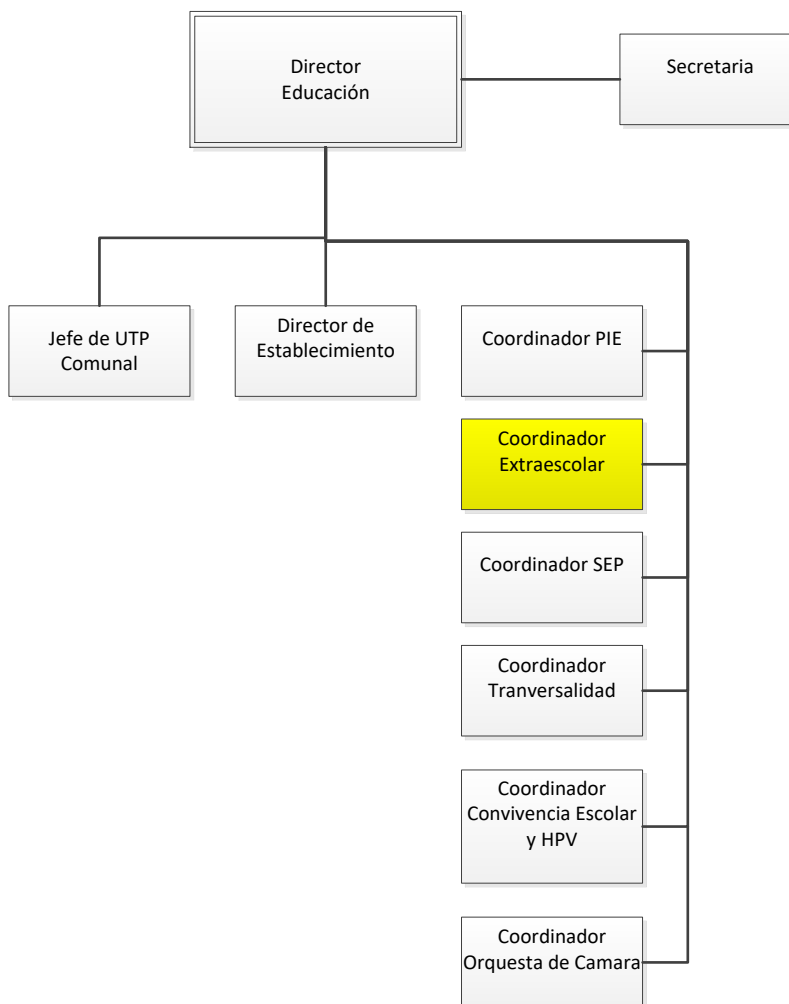 Director
Educación
Secretaria
Jefe de UTP
Comunal
Director de
Establecimiento
Coordinador PIE
Coordinador
Extraescolar
Coordinador SEP
Coordinador
Tranversalidad
Coordinador
Convivencia Escolar
y HPV
Coordinador
Orquesta de Camara